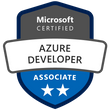 Microsoft
CERTIFIED
AZURE
DEVELOPER
ASSOCIATE